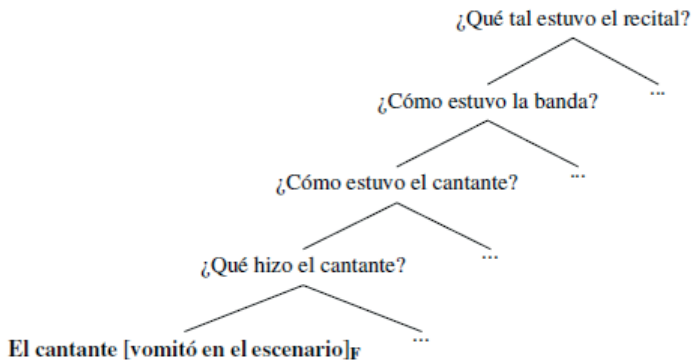 ¿Qué tal estuvo el recital?
¿Cómo estuvo la banda?
...
¿Cómo estuvo el cantante?
...
¿Qué hizo el cantante?
...
El cantante [vomitó en el escenario]F
...